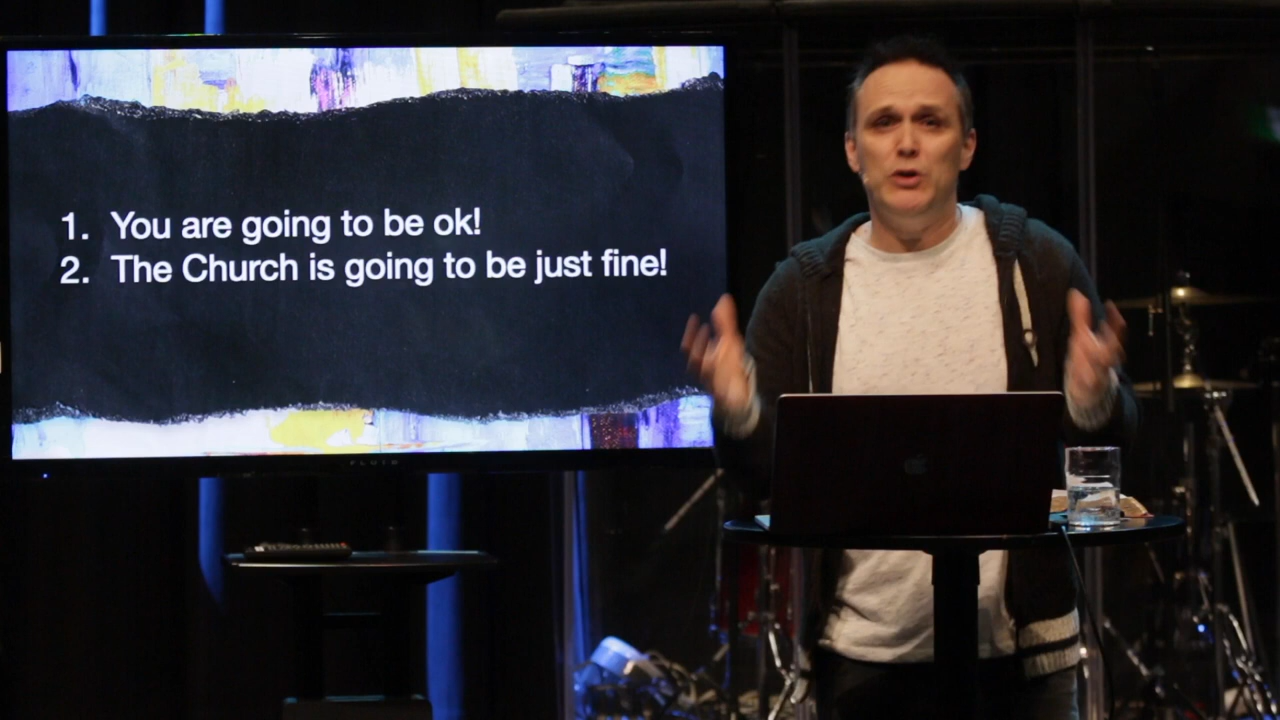 1. You are going to be ok!
2. The Church is going to be just fine!